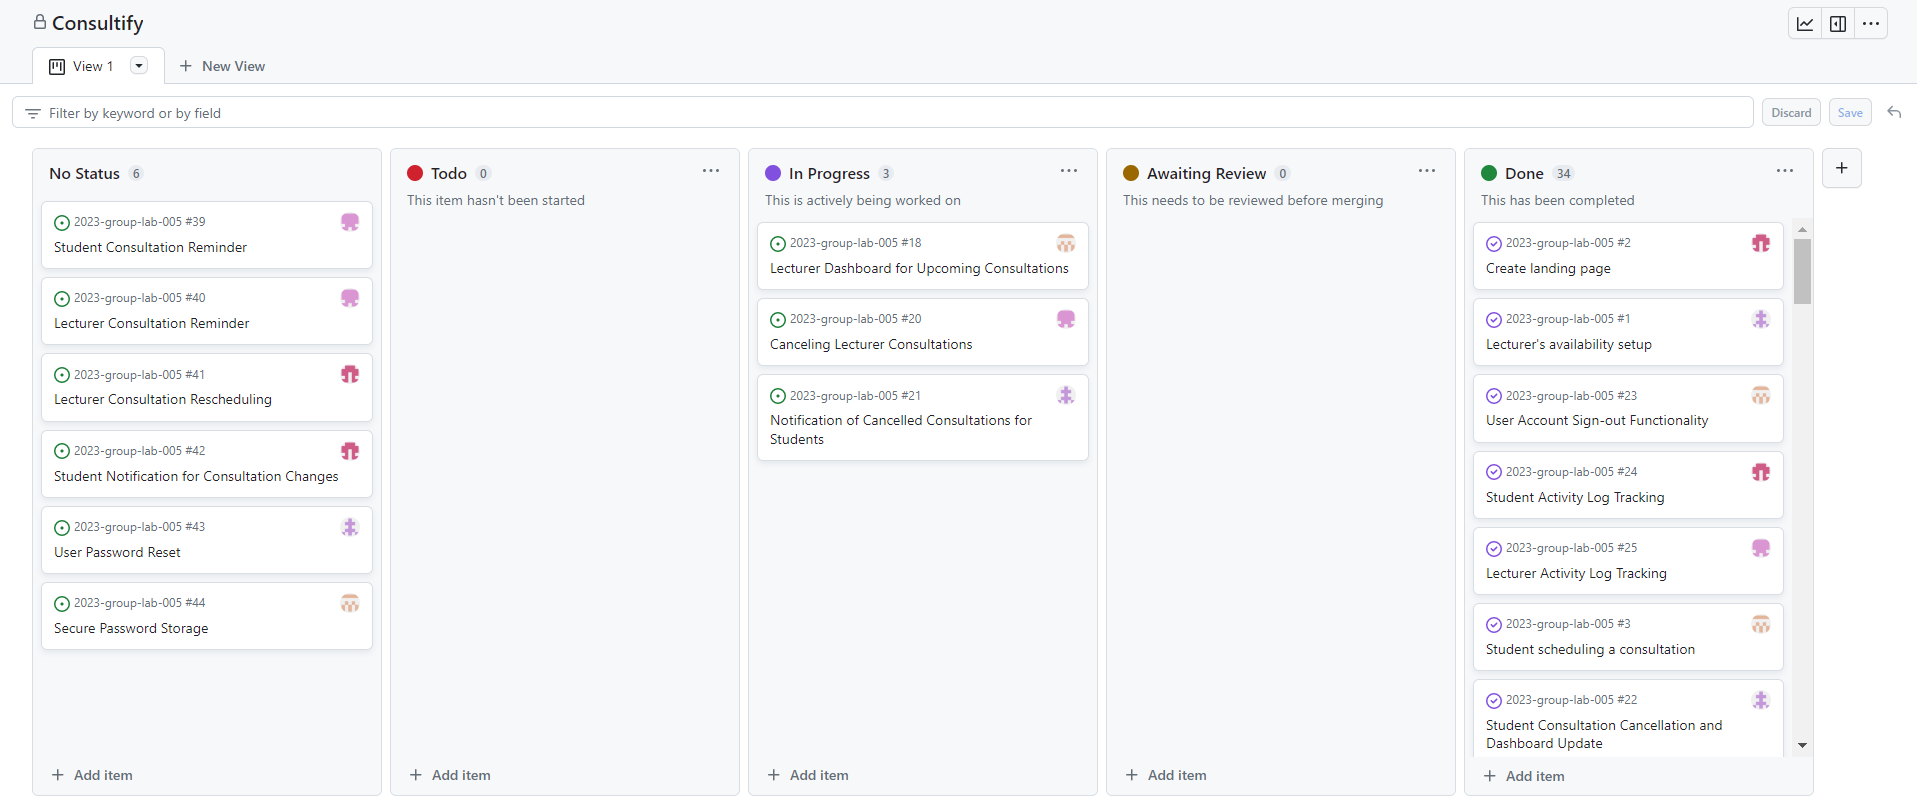 Consultify
View 1
New View
Filter by keyword or by field
Discard
Save
No Status 6
2023-group-lab-005 #39
Student Consultation Reminder
2023-group-lab-005 #40
Lecturer Consultation Reminder
2023-group-lab-005 #41
Lecturer Consultation Rescheduling
2023-group-lab-005 #42
Student Notification for Consultation Changes
2023-group-lab-005 #43
User Password Reset
2023-group-lab-005 #44
Secure Password Storage
Add item
Todo 0
This item hasn't been started
Add item
In Progress 3
This is actively being worked on
2023-group-lab-005 #18
Lecturer Dashboard for Upcoming Consultations
2023-group-lab-005 #20
Canceling Lecturer Consultations
2023-group-lab-005 #21
Notification of Cancelled Consultations for
Students
Add item
Awaiting Review 0
This needs to be reviewed before merging
Add item
Done 34
This has been completed
2023-group-lab-005 #2
Create landing page
2023-group-lab-005 #1
Lecturer's availability setup
2023-group-lab-005 #23
User Account Sign-out Functionality
2023-group-lab-005 #24
Student Activity Log Tracking
2023-group-lab-005 #25
Lecturer Activity Log Tracking
2023-group-lab-005 #3
Student scheduling a consultation
2023-group-lab-005 #22
Student Consultation Cancellation and
Dashboard Update
Add item